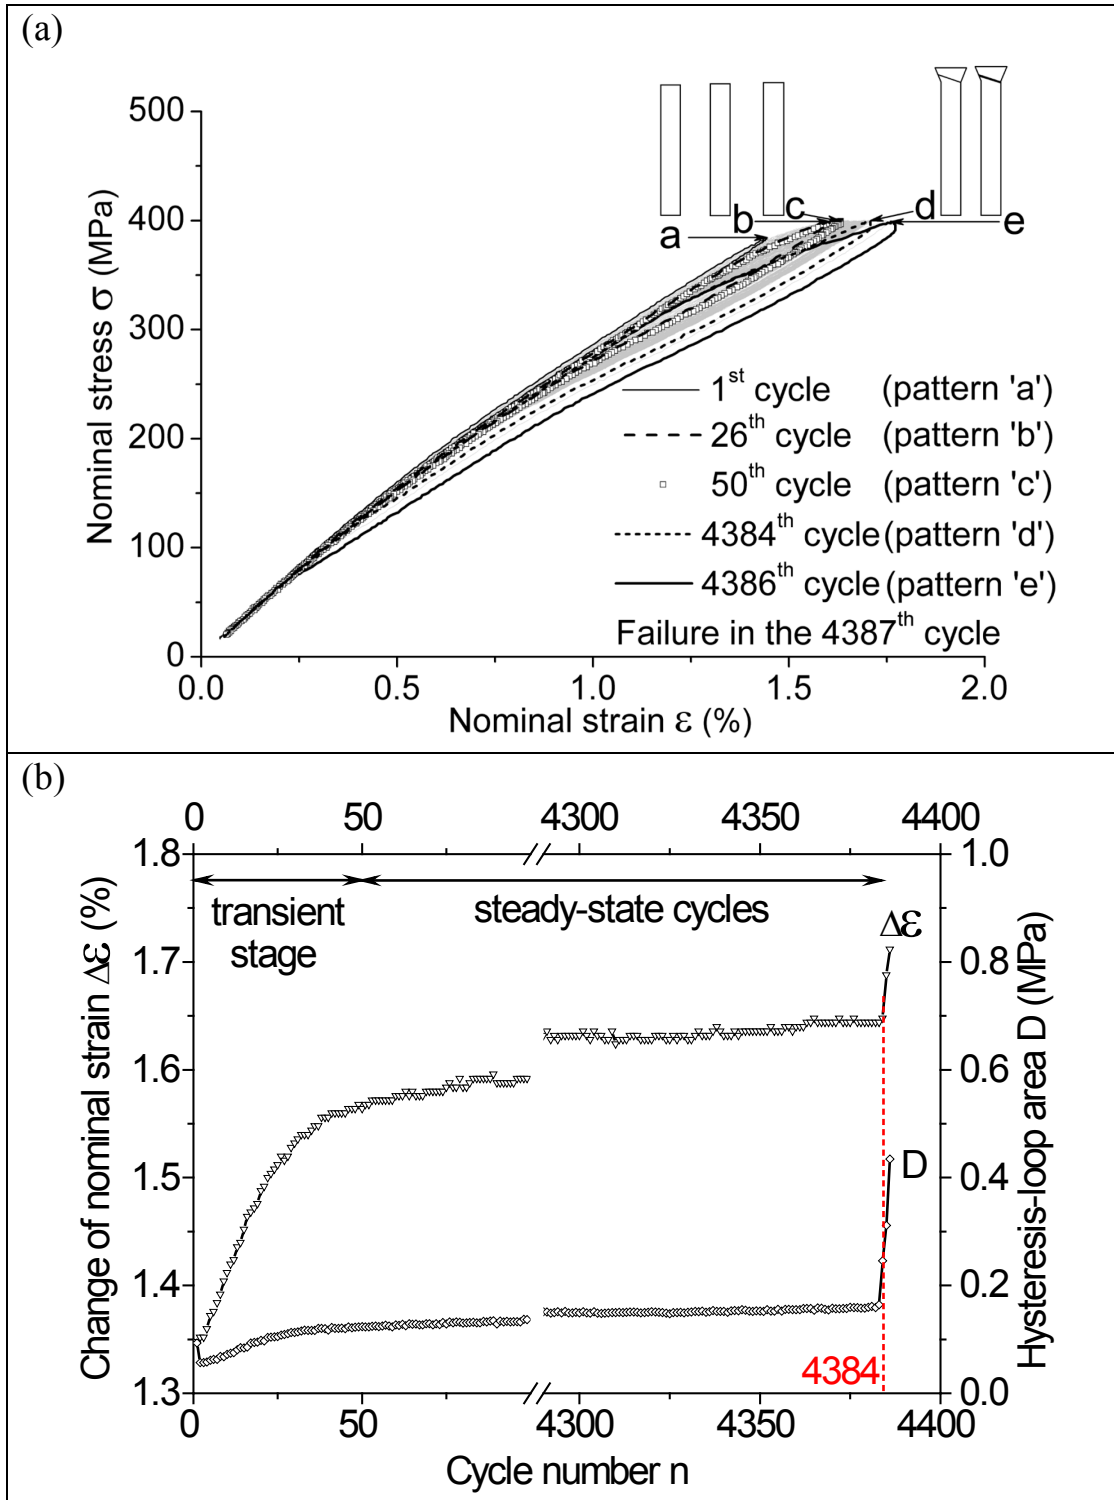 (a)
500
400
300
200
100
0
Nominal stress σ (MPa)
a
b
c
d
e
1st cycle (pattern 'a')
26th cycle (pattern 'b')
50th cycle (pattern 'c')
4384th cycle (pattern 'd')
4386th cycle (pattern 'e')
Failure in the 4387th cycle
0.0 0.5 1.0 1.5 2.0
Nominal strain ε (%)
(b)
0 50 4300 4350 4400
1.8
1.7
1.6
1.5
1.4
1.3
Change of nominal strain Δε (%)
transient
stage
steady-state cycles
Δε
D
4384
1.0
0.8
0.6
0.4
0.2
0.0
Hysteresis-loop area D (MPa)
0 50 4300 4350 4400
Cycle number n